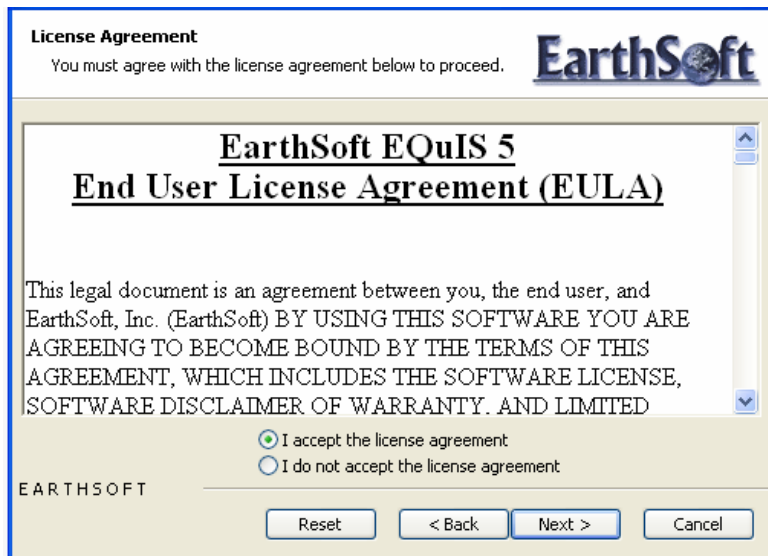 License Agreement
You must agree with the license agreement below to proceed.
EarthSoft
EarthSoft EQuIS 5
End User License Agreement (EULA)
This legal document is an agreement between you, the end user, and
EarthSoft, Inc. (EarthSoft) BY USING THIS SOFTWARE YOU ARE
AGREEING TO BECOME BOUND BY THE TERMS OF THIS
AGREEMENT, WHICH INCLUDES THE SOFTWARE LICENSE,
SOFTWARE DISCLAIMER OF WARRANTY, AND LIMITED
I accept the license agreement
I do not accept the license agreement
EARTHSOFT
Reset
< Back
Next >
Cancel